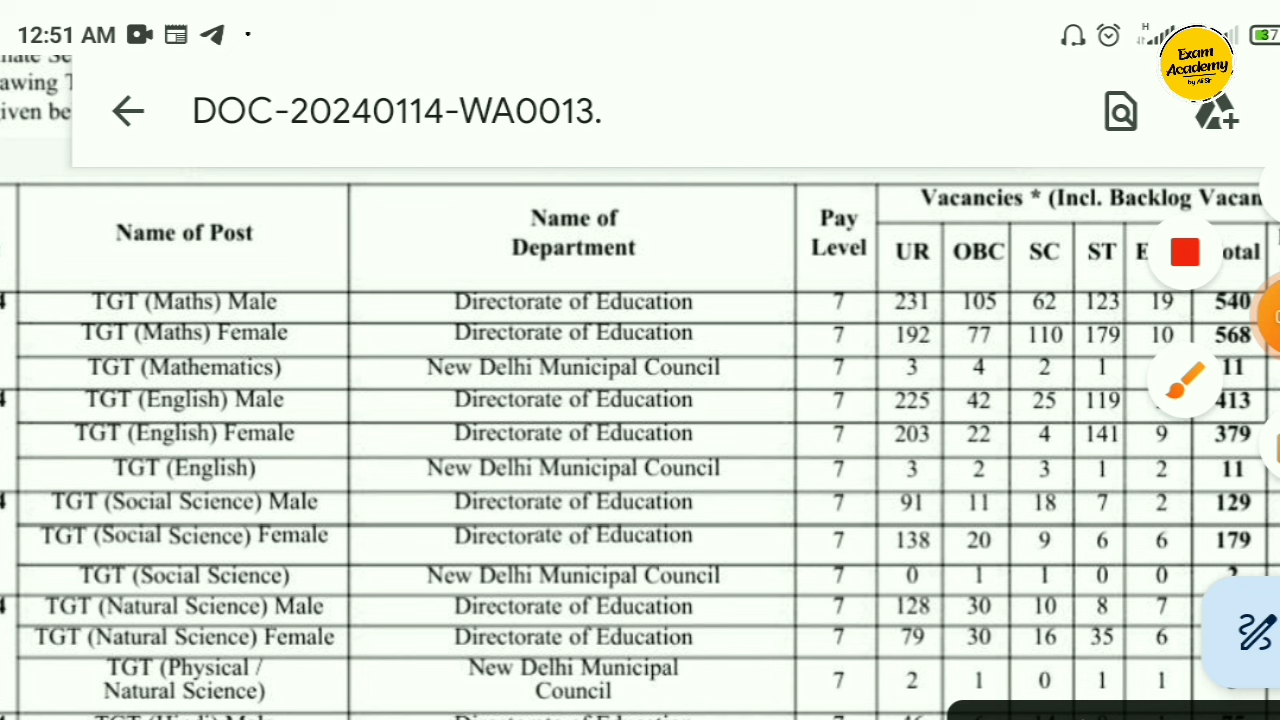 12:51 AM
37
Exam
Academy
by Ali Sir
awing T
iven be
DOC-20240114-WA0013.
Name of Post
Name of Department
Pay Level
Vacancies * (Incl. Backlog Vacan
UR OBC SC ST E otal
4 TGT (Maths) Male Directorate of Education 7 231 105 62 123 19 540
TGT (Maths) Female Directorate of Education 7 192 77 110 179 10 568
TGT (Mathematics) New Delhi Municipal Council 7 3 4 2 1 11
4 TGT (English) Male Directorate of Education 7 225 42 25 119 413
TGT (English) Female Directorate of Education 7 203 22 4 141 9 379
TGT (English) New Delhi Municipal Council 7 3 2 3 1 2 11
4 TGT (Social Science) Male Directorate of Education 7 91 11 18 7 2 129
TGT (Social Science) Female Directorate of Education 7 138 20 9 6 6 179
TGT (Social Science) New Delhi Municipal Council 7 0 1 1 0 0
4 TGT (Natural Science) Male Directorate of Education 7 128 30 10 8 7
TGT (Natural Science) Female Directorate of Education 7 79 30 16 35 6
TGT (Physical / Natural Science) New Delhi Municipal Council 7 2 1 0 1 1